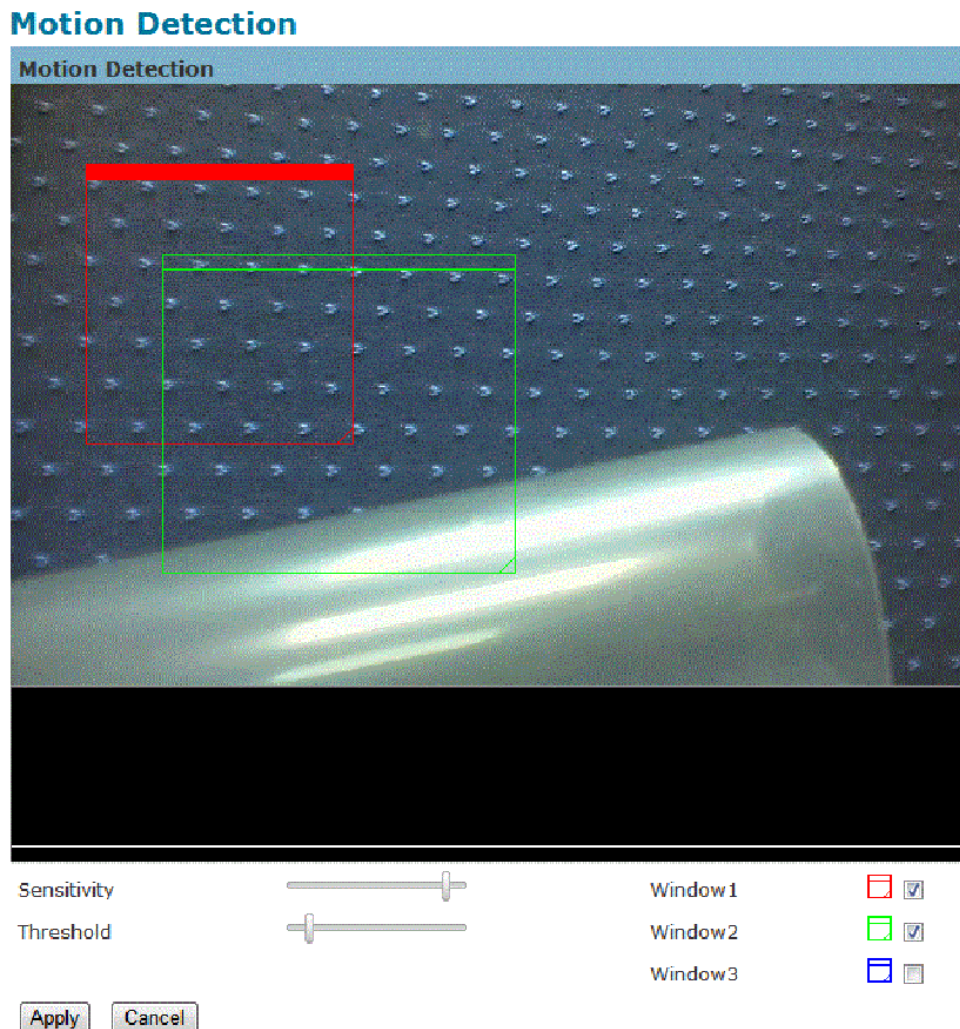 Motion Detection
Motion Detection
Sensitivity
Window1
Threshold
Window2
Window3
Apply
Cancel